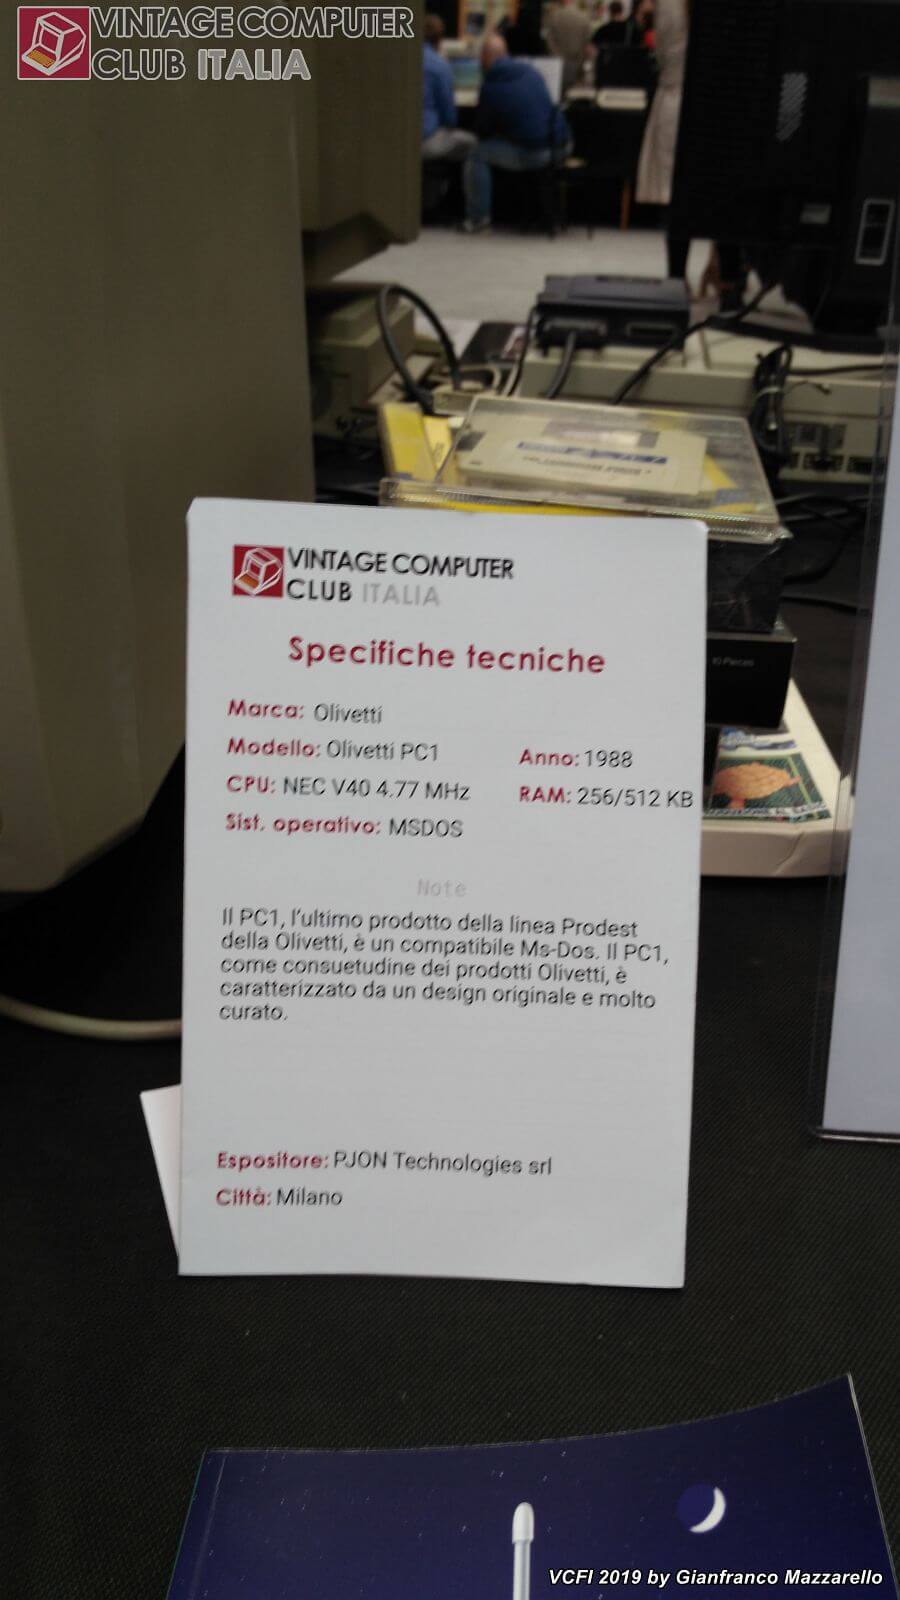 VINTAGE COMPUTER
CLUB ITALIA
VINTAGE COMPUTER
CLUB ITALIA
Specifiche tecniche
Marca: Olivetti
Modello: Olivetti PC1 Anno: 1988
CPU: NEC V40 4.77 MHz RAM: 256/512 KB
Sist. operativo: MSDOS
Note
Il PC1, l'ultimo prodotto della linea Prodest
della Olivetti, è un compatibile Ms-Dos. Il PC1,
come consuetudine dei prodotti Olivetti, è
caratterizzato da un design originale e molto
curato.
Espositore: PJON Technologies srl
Città: Milano
10 Pieces
VCFI 2019 by Gianfranco Mazzarello